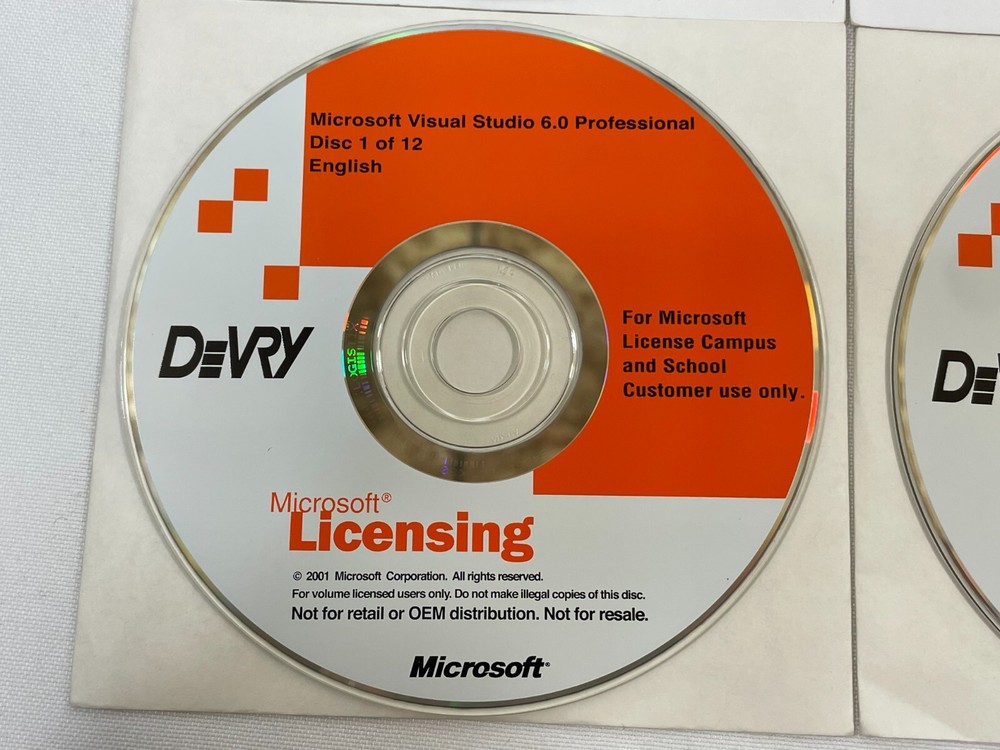 Microsoft Visual Studio 6.0 Professional
Disc 1 of 12
English
For Microsoft
License Campus
and School
Customer use only.
DeVRY
De
Microsoft®
Licensing
© 2001 Microsoft Corporation. All rights reserved.
For volume licensed users only. Do not make illegal copies of this disc.
Not for retail or OEM distribution. Not for resale.
Microsoft®